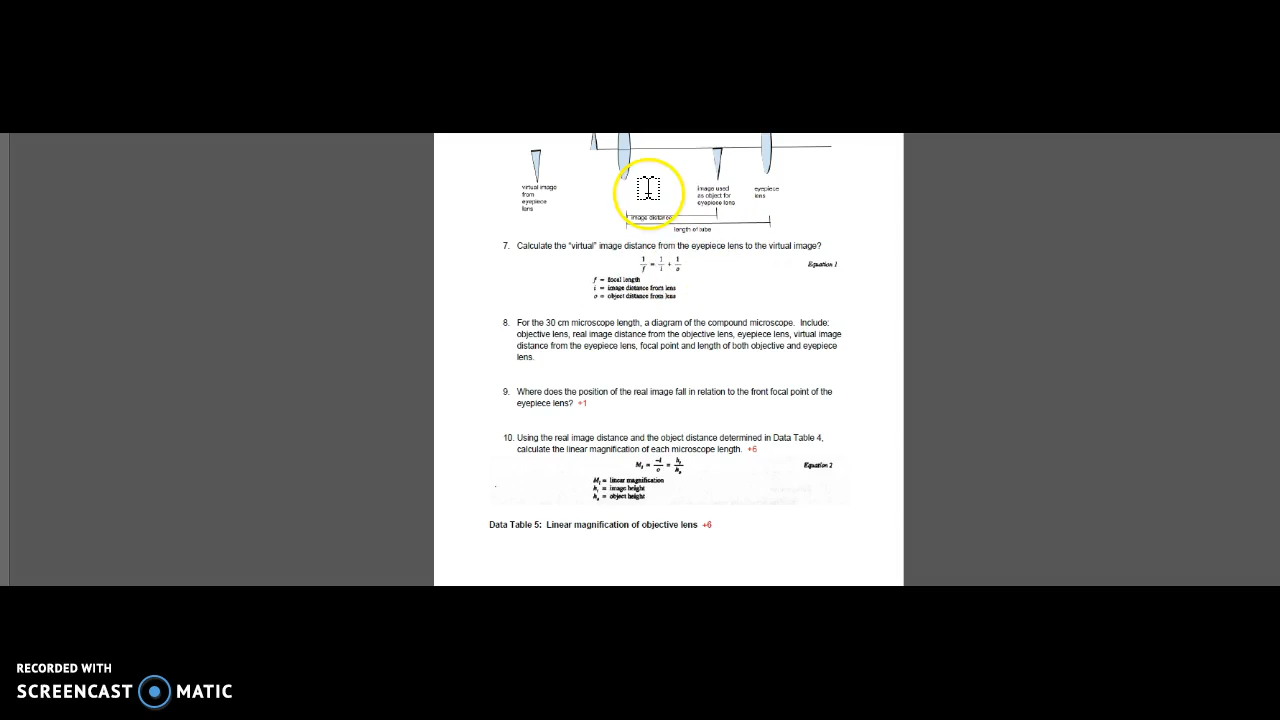 virtual image
from
eyepiece
lens
image used
as object for
eyepiece lens
eyepiece
lens
image distance
length of tube
7. Calculate the "virtual" image distance from the eyepiece lens to the virtual image?
1/f = 1/i + 1/o
Equation 1
f = focal length
i = image distance from lens
o = object distance from lens
8. For the 30 cm microscope length, a diagram of the compound microscope. Include:
objective lens, real image distance from the objective lens, eyepiece lens, virtual image
distance from the eyepiece lens, focal point and length of both objective and eyepiece
lens.
9. Where does the position of the real image fall in relation to the front focal point of the
eyepiece lens? +1
10. Using the real image distance and the object distance determined in Data Table 4,
calculate the linear magnification of each microscope length. +6
Equation 2
= linear magnification
= image height
= object height
Data Table 5: Linear magnification of objective lens +6
RECORDED WITH
SCREENCAST MATIC